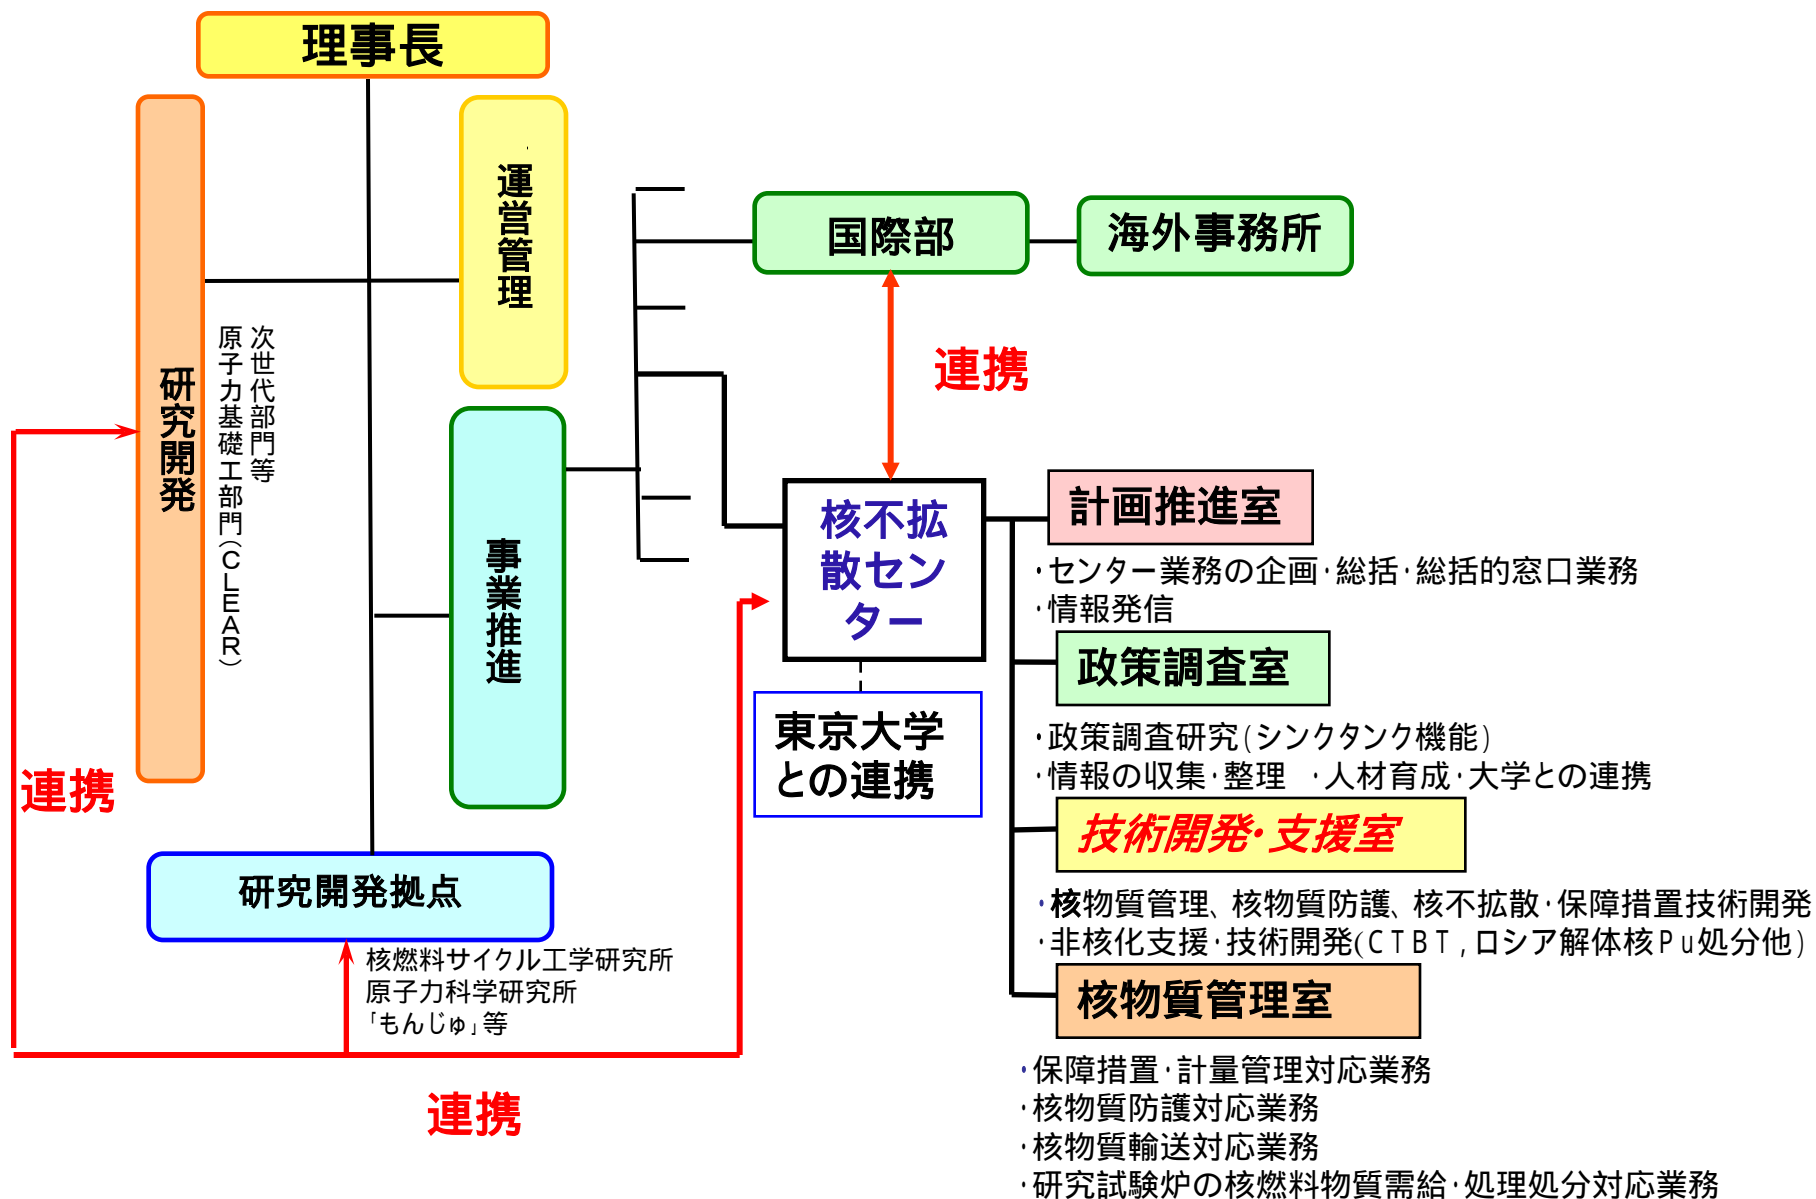 理事長
運営管理
研究開発
次世代部門等
原子力基礎工部門(CLEAR)
事業推進
国際部
海外事務所
連携
核不拡
散セン
ター
東京大学
との連携
計画推進室
・センター業務の企画・総括・総括的窓口業務
・情報発信
政策調査室
・政策調査研究(シンクタンク機能)
・情報の収集・整理 ・人材育成・大学との連携
技術開発・支援室
・核物質管理、核物質防護、核不拡散・保障措置技術開発
・非核化支援・技術開発(CTBT,ロシア解体核Pu処分他)
核物質管理室
・保障措置・計量管理対応業務
・核物質防護対応業務
・核物質輸送対応業務
・研究試験炉の核燃料物質需給・処理処分対応業務
連携
研究開発拠点
核燃料サイクル工学研究所
原子力科学研究所
「もんじゅ」等
連携